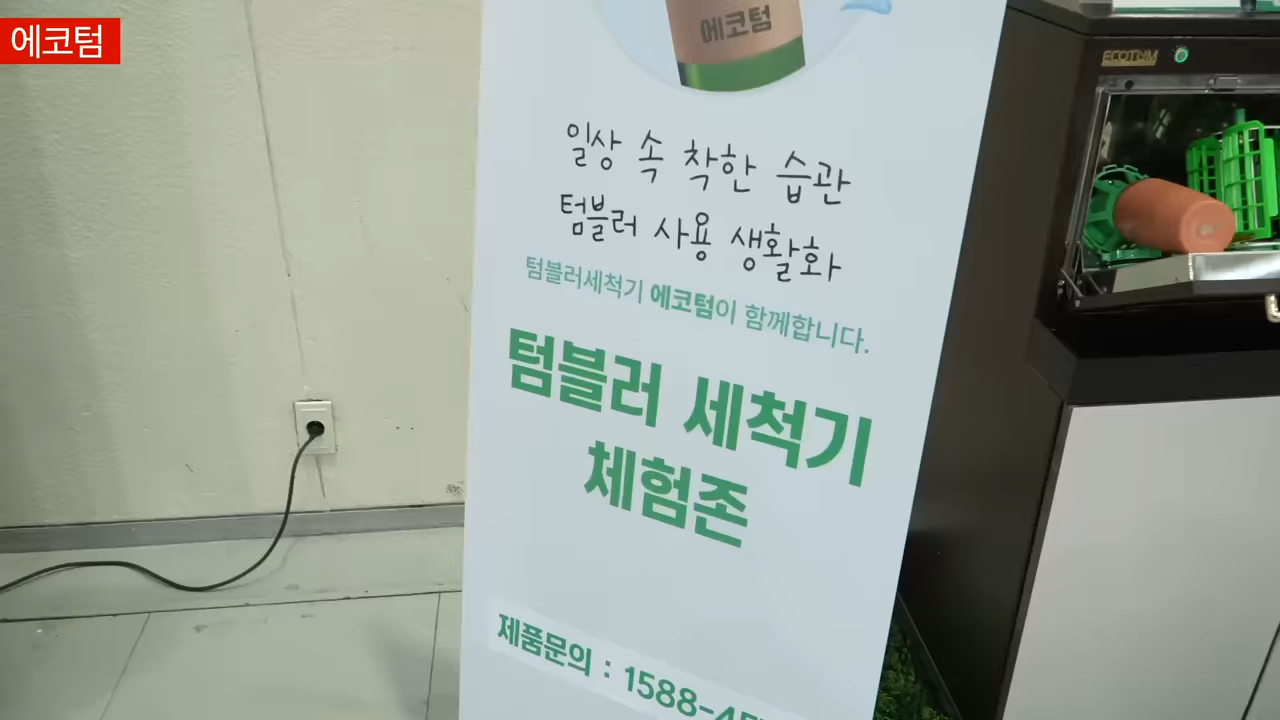 에코텀
에코텀
ECOTUM
일상 속 착한 습관
텀블러 사용 생활화
텀블러세척기 에코텀이 함께합니다.
텀블러 세척기
체험존
제품문의 : 1588-45